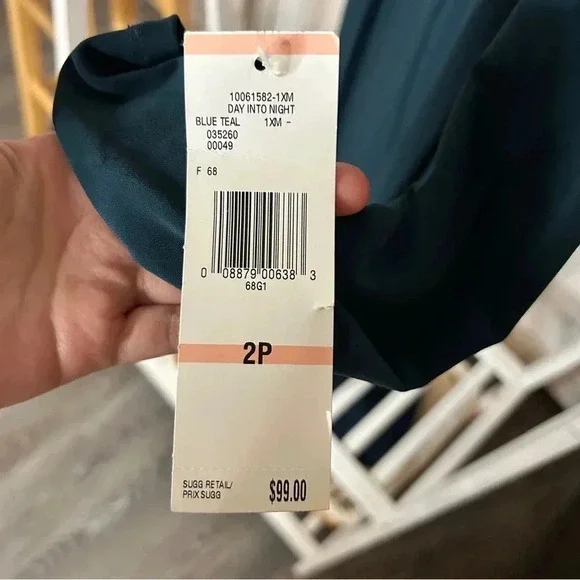 10061582-1XM
DAY INTO NIGHT
BLUE TEAL 1XM -
035260
00049
F 68
0 08879 00638 3
68G1
2P
SUGG RETAIL/
PRIX SUGG $99.00